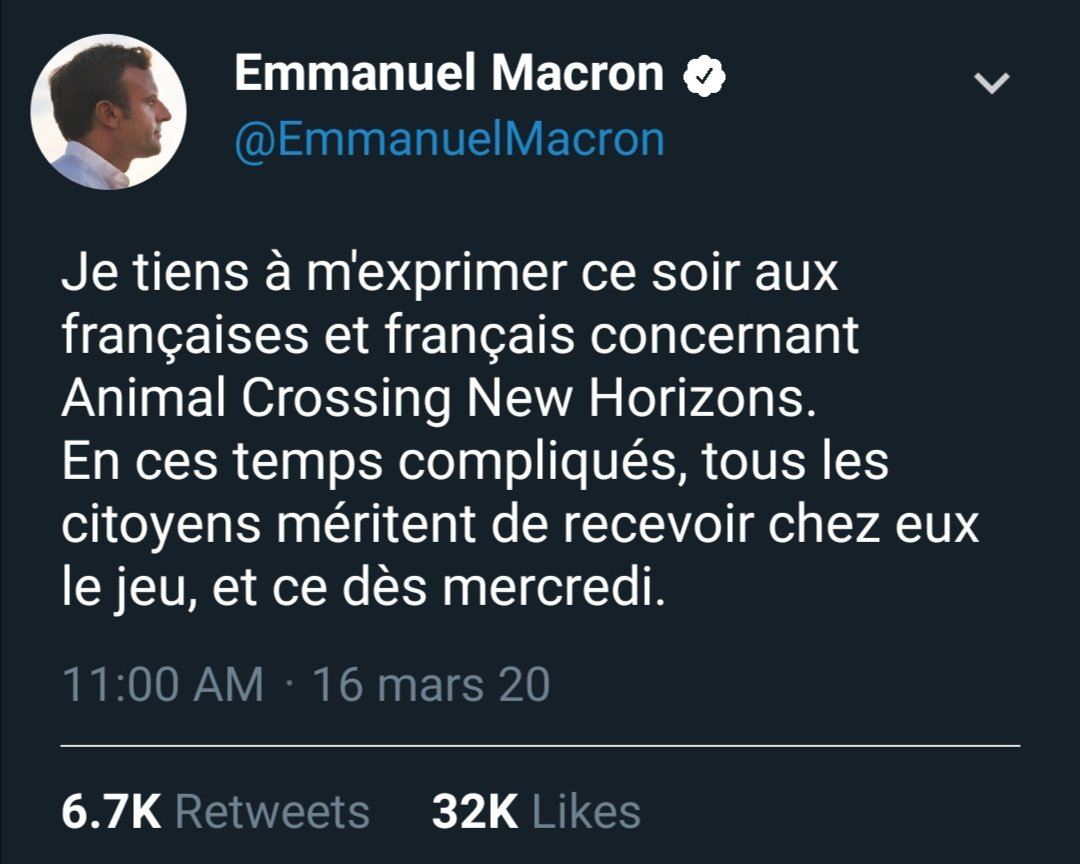 Emmanuel Macron
@EmmanuelMacron
Je tiens à m'exprimer ce soir aux
françaises et français concernant
Animal Crossing New Horizons.
En ces temps compliqués, tous les
citoyens méritent de recevoir chez eux
le jeu, et ce dès mercredi.
11:00 AM · 16 mars 20
6.7K Retweets 32K Likes